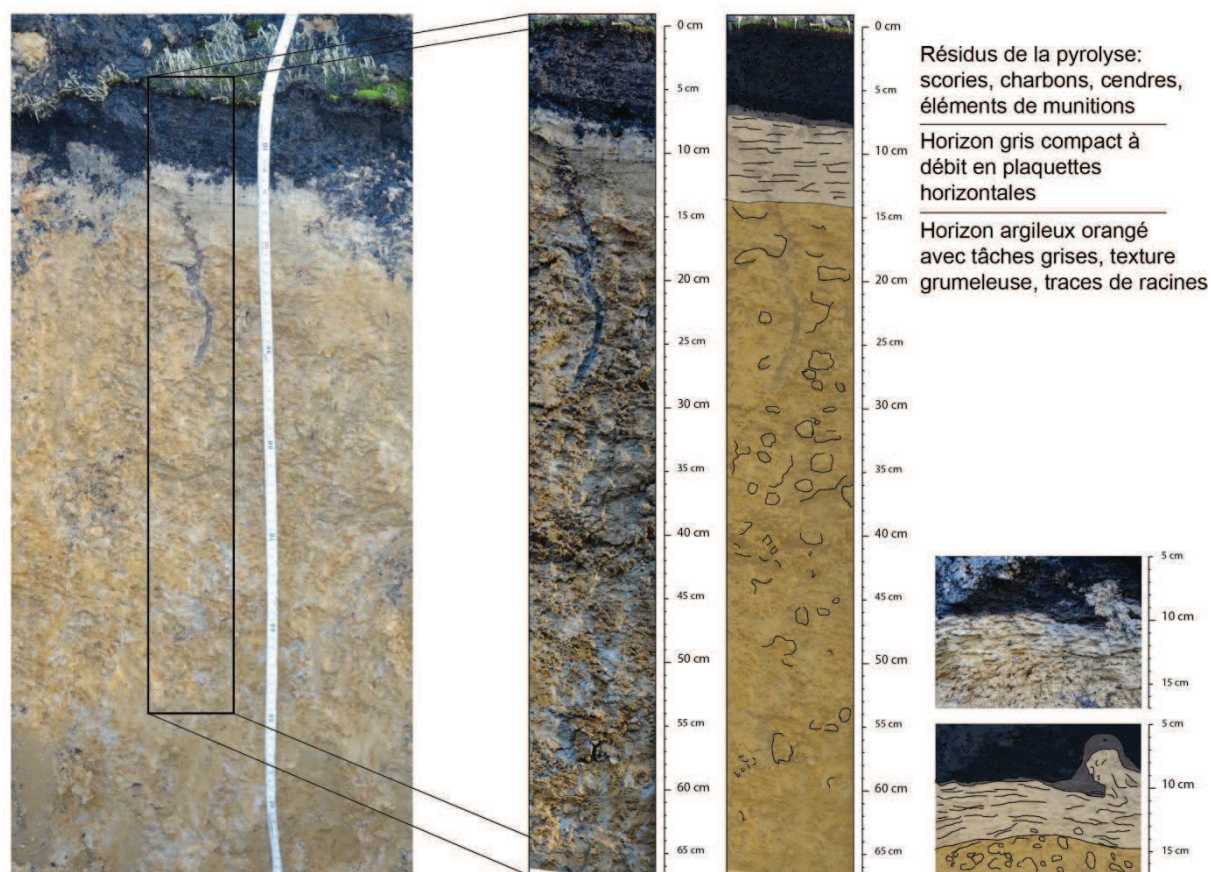 0 cm
5 cm
10 cm
15 cm
20 cm
25 cm
30 cm
35 cm
40 cm
45 cm
50 cm
55 cm
60 cm
65 cm
0 cm
5 cm
10 cm
15 cm
20 cm
25 cm
30 cm
35 cm
40 cm
45 cm
50 cm
55 cm
60 cm
65 cm
Résidus de la pyrolyse:
scories, charbons, cendres,
éléments de munitions
Horizon gris compact à
débit en plaquettes
horizontales
Horizon argileux orangé
avec tâches grises, texture
grumeleuse, traces de racines
5 cm
10 cm
15 cm
5 cm
10 cm
15 cm